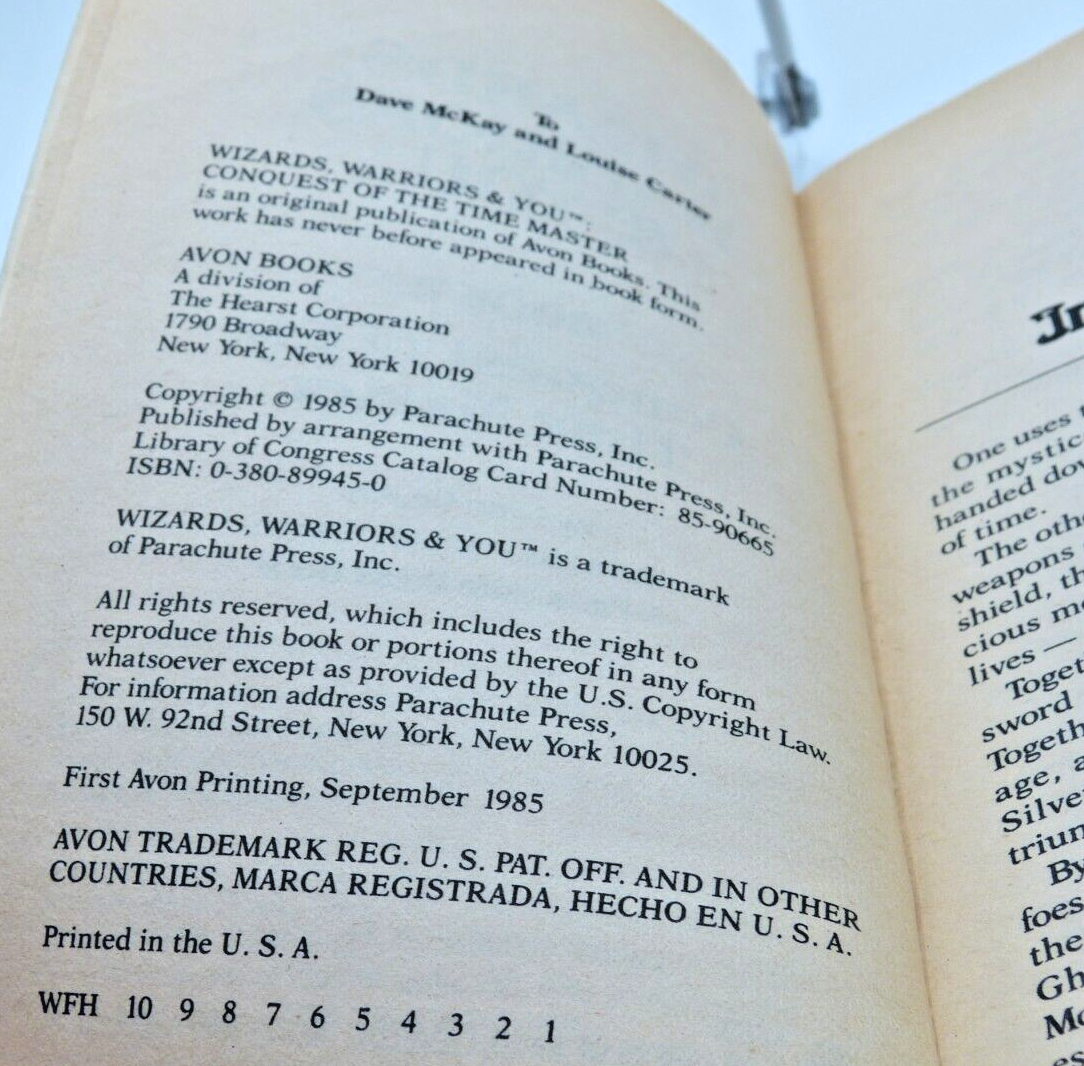 To
Dave McKay and Louise Carter
WIZARDS, WARRIORS & YOU™:
CONQUEST OF THE TIME MASTER
is an original publication of Avon Books. This
work has never before appeared in book form.
AVON BOOKS
A division of
The Hearst Corporation
1790 Broadway
New York, New York 10019
Copyright © 1985 by Parachute Press, Inc.
Published by arrangement with Parachute Press, Inc.
Library of Congress Catalog Card Number: 85-90665
ISBN: 0-380-89945-0
WIZARDS, WARRIORS & YOU™ is a trademark
of Parachute Press, Inc.
All rights reserved, which includes the right to
reproduce this book or portions thereof in any form
whatsoever except as provided by the U.S. Copyright Law.
For information address Parachute Press,
150 W. 92nd Street, New York, New York 10025.
First Avon Printing, September 1985
AVON TRADEMARK REG. U. S. PAT. OFF. AND IN OTHER
COUNTRIES, MARCA REGISTRADA, HECHO EN U. S. A.
Printed in the U. S. A.
WFH 10 9 8 7 6 5 4 3 2 1
One uses
the mystic
handed
of time.
The
weapons
shield,
cious
lives —
sword
age,
By
foes
the